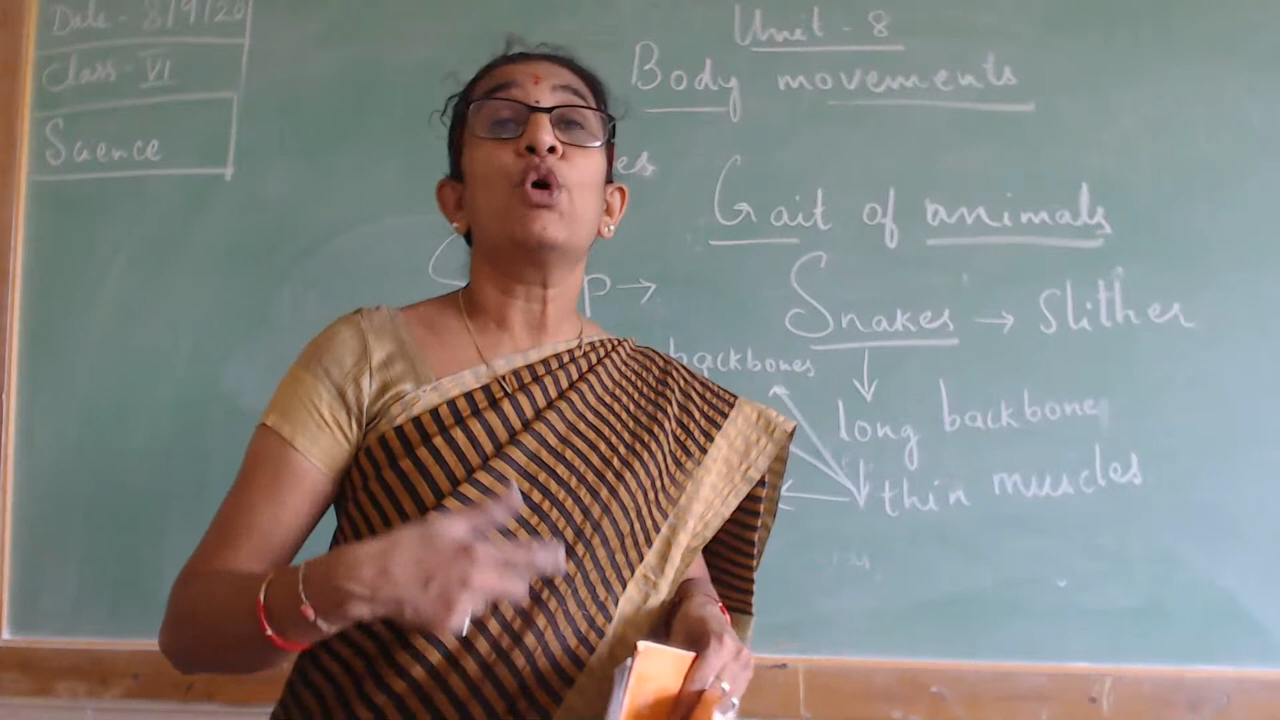 Date - 8/9/20
Class - VI
Science
Unit - 8
Body movements
Gait of animals
Snakes → Slither
backbones
long backbone
thin muscles